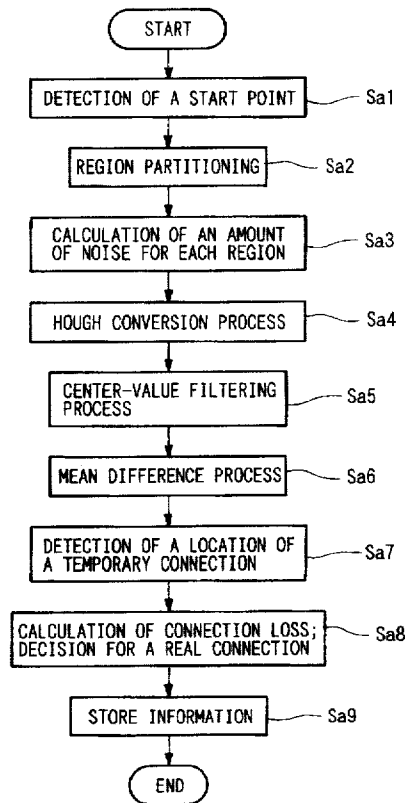 START
DETECTION OF A START POINT
Sa1
REGION PARTITIONING
Sa2
CALCULATION OF AN AMOUNT
OF NOISE FOR EACH REGION
Sa3
HOUGH CONVERSION PROCESS
Sa4
CENTER-VALUE FILTERING
PROCESS
Sa5
MEAN DIFFERENCE PROCESS
Sa6
DETECTION OF A LOCATION OF
A TEMPORARY CONNECTION
Sa7
CALCULATION OF CONNECTION LOSS;
DECISION FOR A REAL CONNECTION
Sa8
STORE INFORMATION
Sa9
END